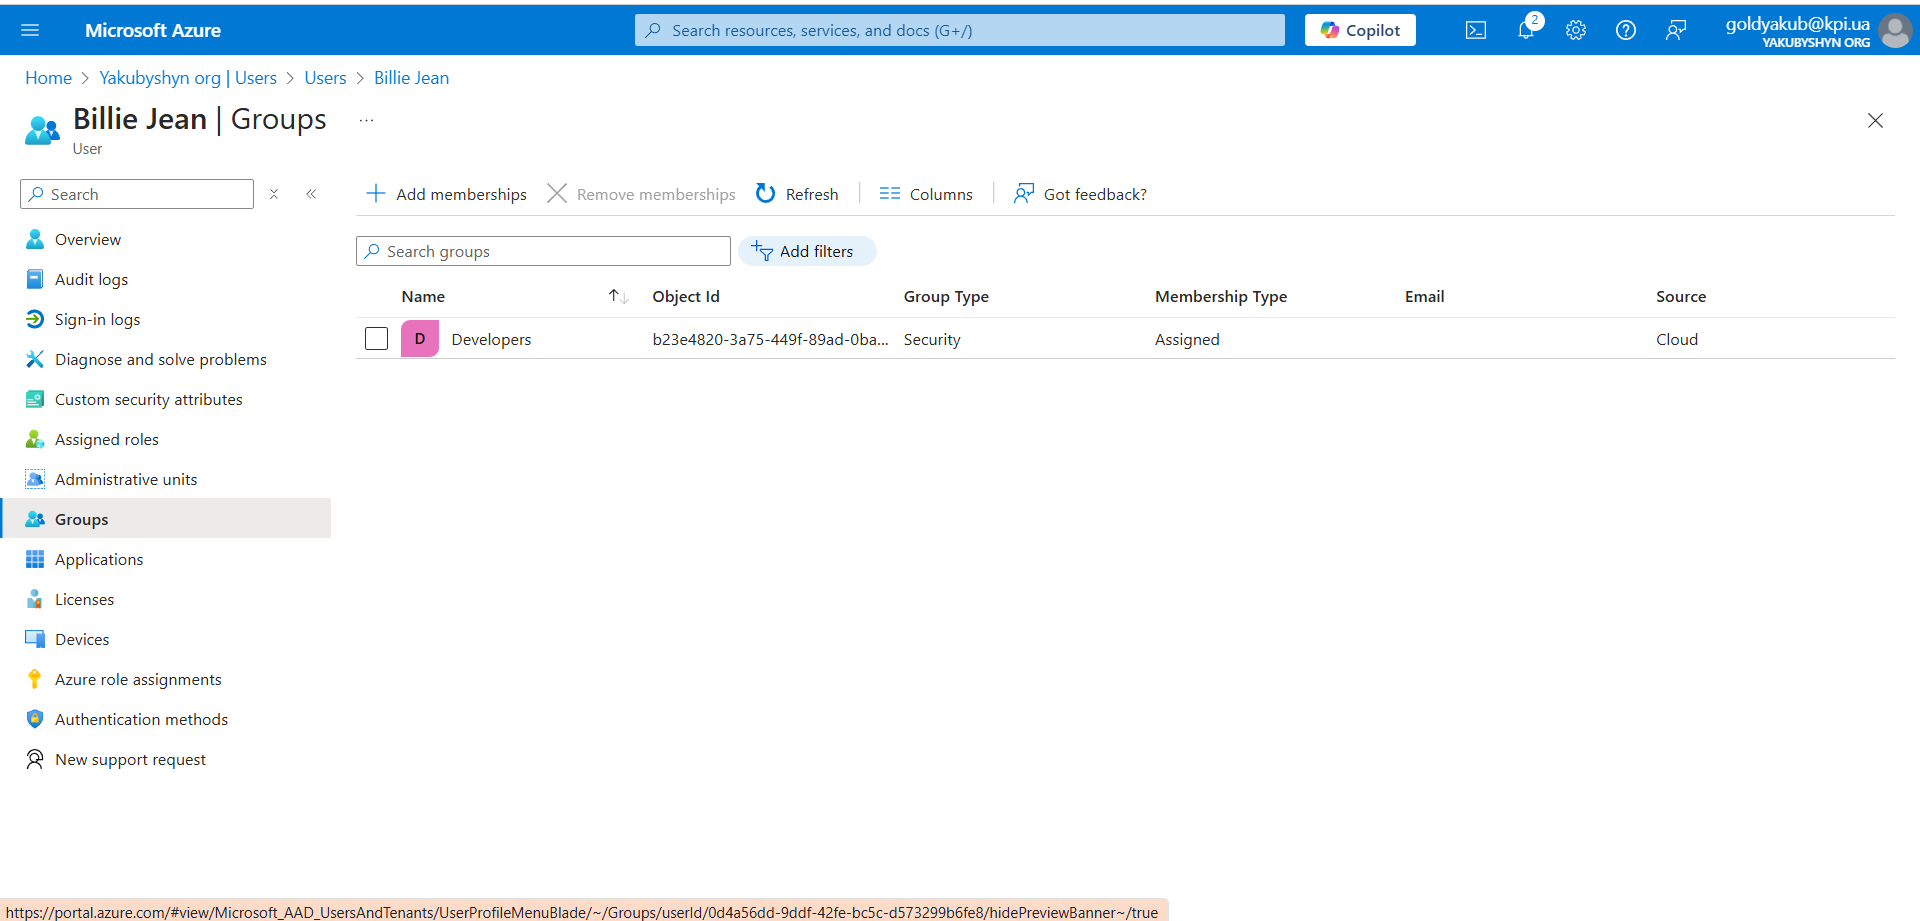 Microsoft Azure
Search resources, services, and docs (G+/)
Copilot
2
goldyakub@kpi.ua
YAKUBYSHYN ORG
Home > Yakubyshyn org | Users > Users > Billie Jean
Billie Jean | Groups ...
User
Search
Add memberships
Remove memberships
Refresh
Columns
Got feedback?
Search groups
Add filters
Name Object Id Group Type Membership Type Email Source
D Developers b23e4820-3a75-449f-89ad-0ba... Security Assigned Cloud
Overview
Audit logs
Sign-in logs
Diagnose and solve problems
Custom security attributes
Assigned roles
Administrative units
Groups
Applications
Licenses
Devices
Azure role assignments
Authentication methods
New support request
https://portal.azure.com/#view/Microsoft_AAD_UsersAndTenants/UserProfileMenuBlade/~/Groups/userId/0d4a56dd-9ddf-42fe-bc5c-d573299b6fe8/hidePreviewBanner~/true